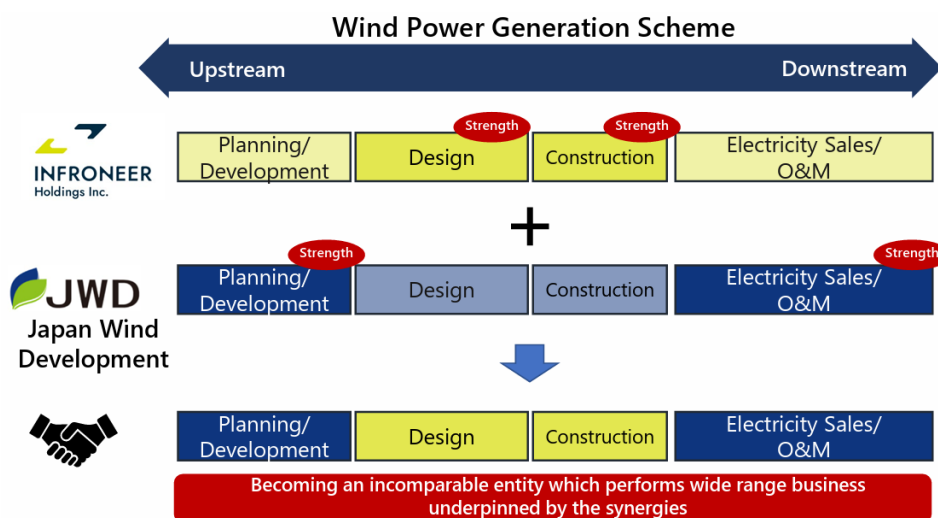 Wind Power Generation Scheme
Upstream
Downstream
INFRONEER
Holdings Inc.
Planning/
Development
Strength
Design
Strength
Construction
Electricity Sales/
O&M
+
JWD
Japan Wind
Development
Strength
Planning/
Development
Design
Construction
Strength
Electricity Sales/
O&M
Planning/
Development
Design
Construction
Electricity Sales/
O&M
Becoming an incomparable entity which performs wide range business
underpinned by the synergies